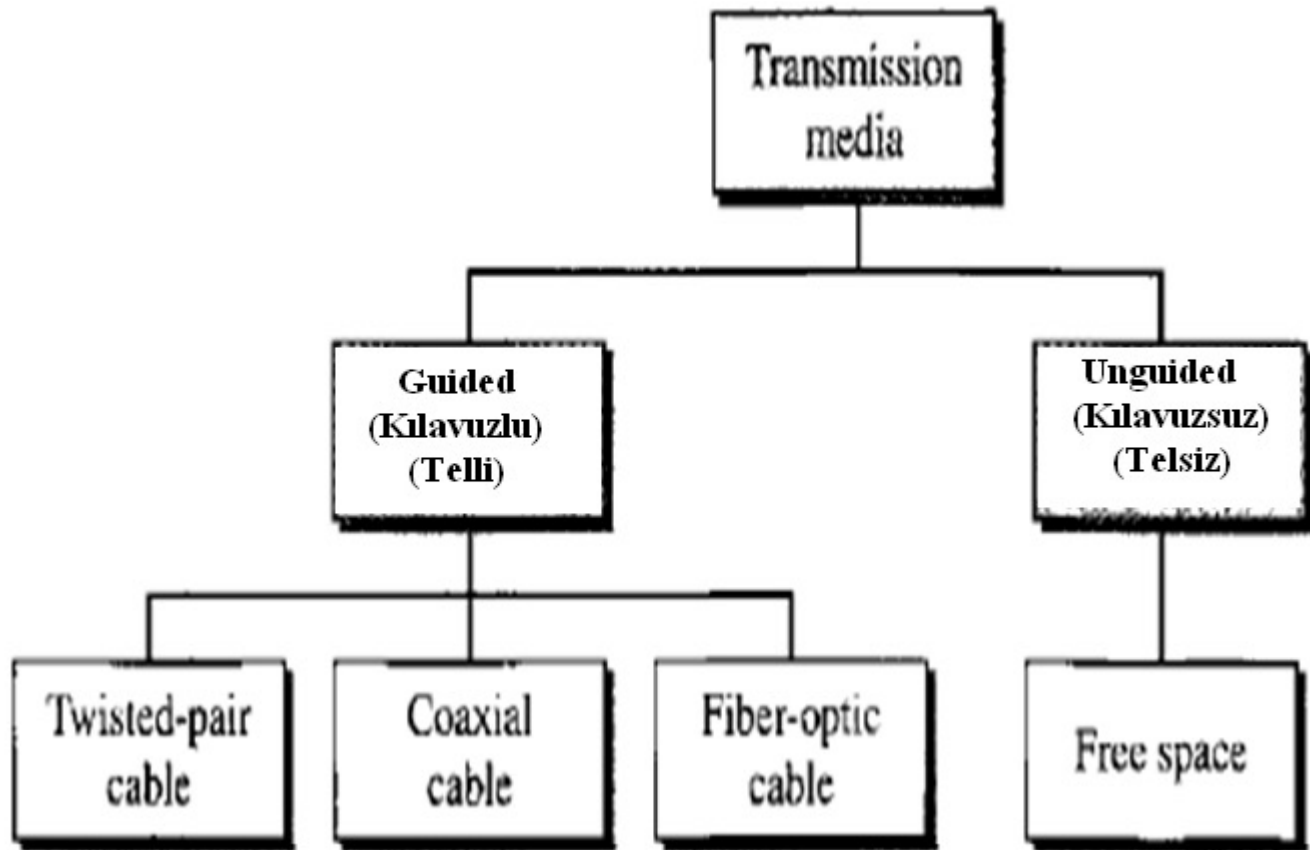 Transmission
media
Guided
(Kılavuzlu)
(Telli)
Unguided
(Kılavuzsuz)
(Telsiz)
Twisted-pair
cable
Coaxial
cable
Fiber-optic
cable
Free space